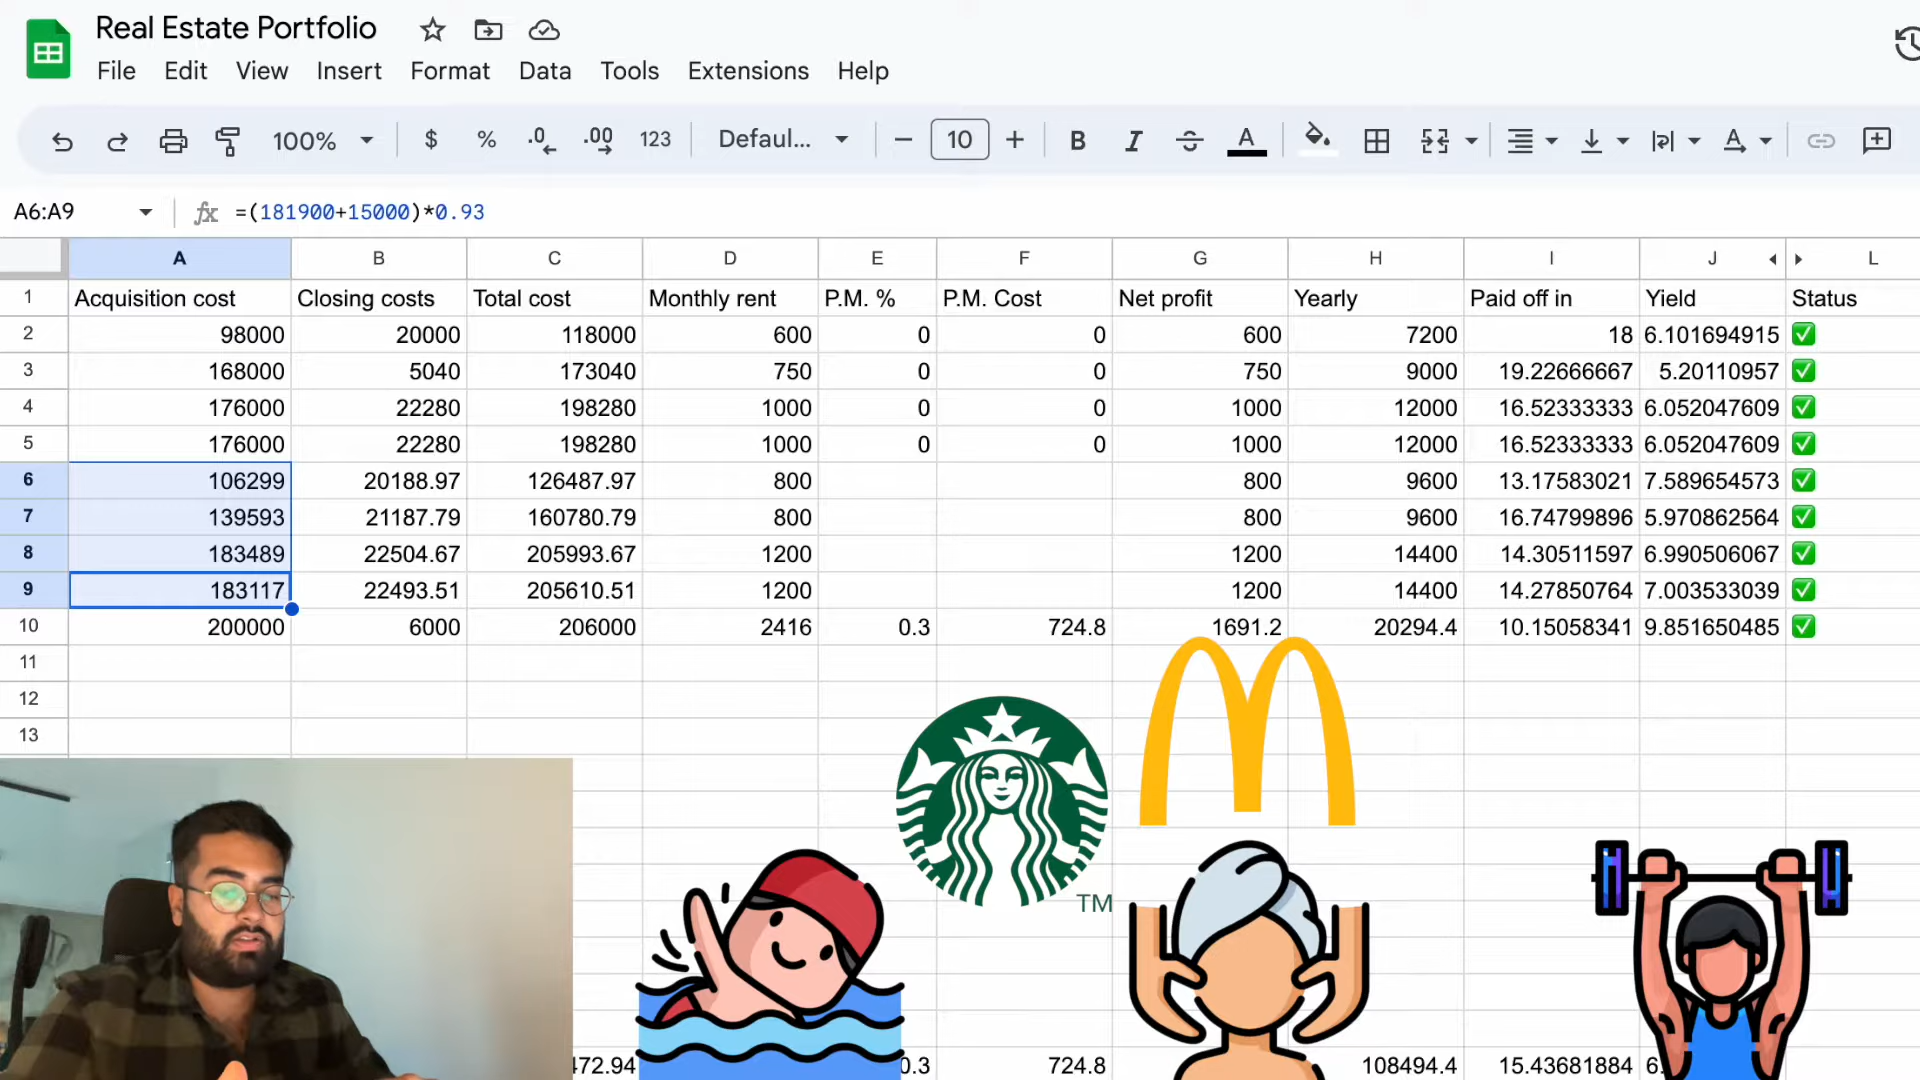 Real Estate Portfolio
File Edit View Insert Format Data Tools Extensions Help
100% $ % .0 .00 123 Defaul... 10 B I A A
A6:A9 fx =(181900+15000)*0.93
A B C D E F G H I J L
1 Acquisition cost Closing costs Total cost Monthly rent P.M. % P.M. Cost Net profit Yearly Paid off in Yield Status
2 98000 20000 118000 600 0 0 600 7200 18 6.101694915
3 168000 5040 173040 750 0 0 750 9000 19.22666667 5.20110957
4 176000 22280 198280 1000 0 0 1000 12000 16.52333333 6.052047609
5 176000 22280 198280 1000 0 0 1000 12000 16.52333333 6.052047609
6 106299 20188.97 126487.97 800 800 9600 13.17583021 7.589654573
7 139593 21187.79 160780.79 800 800 9600 16.74799896 5.970862564
8 183489 22504.67 205993.67 1200 1200 14400 14.30511597 6.990506067
9 183117 22493.51 205610.51 1200 1200 14400 14.27850764 7.003533039
10 200000 6000 206000 2416 0.3 724.8 1691.2 20294.4 10.15058341 9.851650485
11
12
13
TM
472.94 0.3 724.8 108494.4 15.43681884 6.